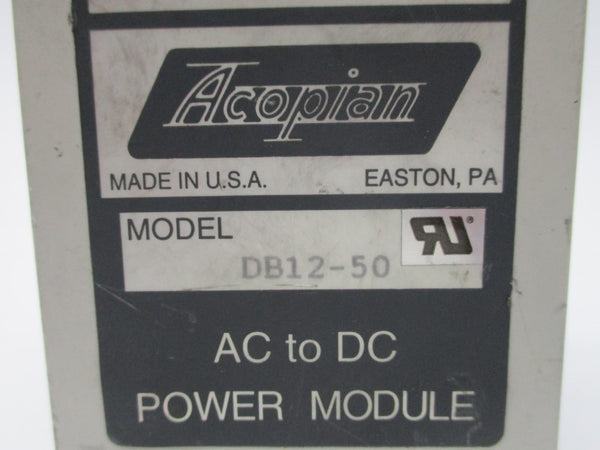 Acopian
MADE IN U.S.A. EASTON, PA
MODEL
DB12-50
AC to DC
POWER MODULE